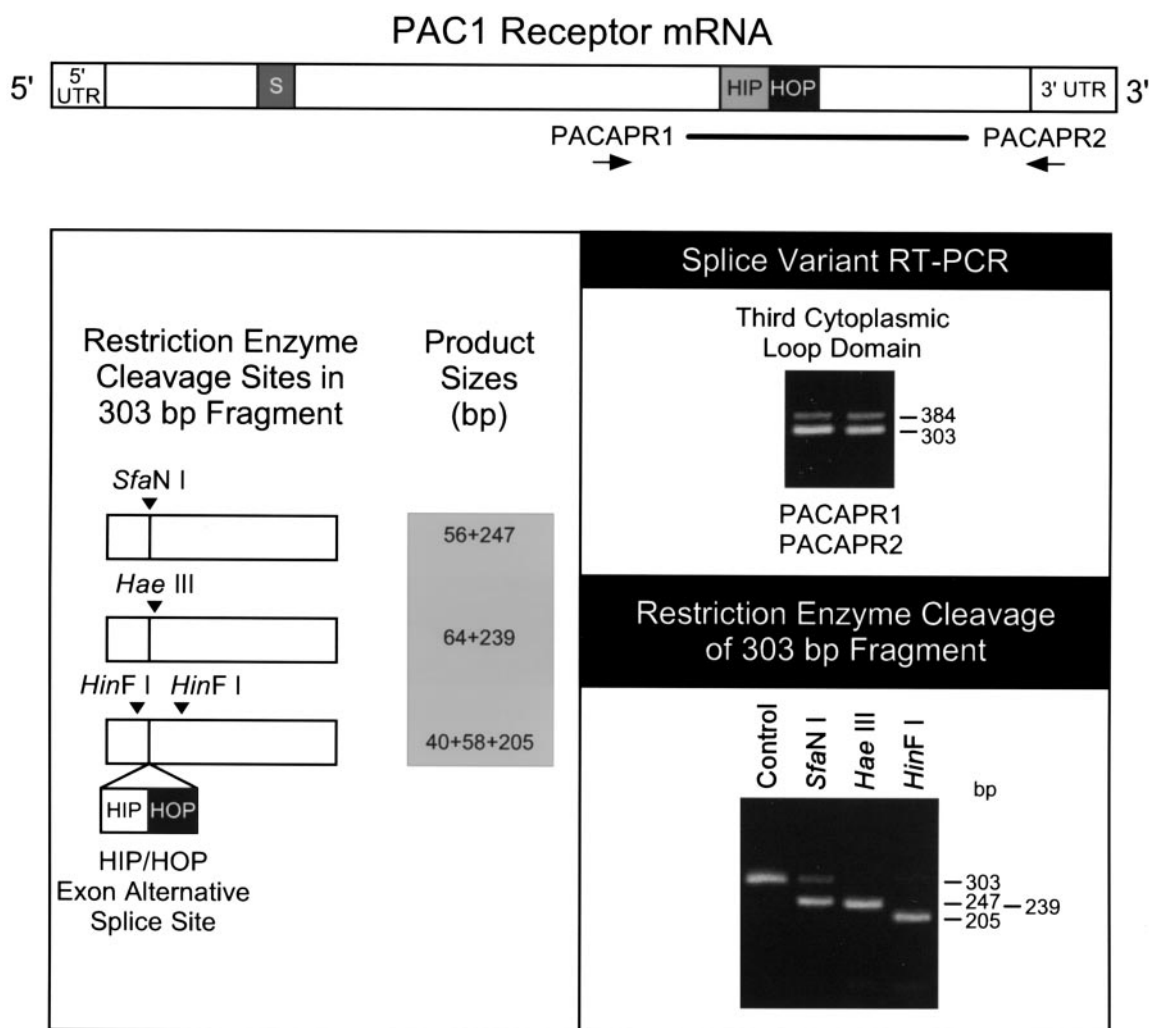 PAC1 Receptor mRNA
5' 5' UTR S HIP HOP 3' UTR 3'
PACAPR1 PACAPR2
Restriction Enzyme
Cleavage Sites in
303 bp Fragment
Product
Sizes
(bp)
SfaN I
56+247
Hae III
64+239
HinF I HinF I
40+58+205
HIP HOP
HIP/HOP
Exon Alternative
Splice Site
Splice Variant RT-PCR
Third Cytoplasmic
Loop Domain
384
303
PACAPR1
PACAPR2
Restriction Enzyme Cleavage
of 303 bp Fragment
Control SfaN I Hae III HinF I
bp
303
247 239
205